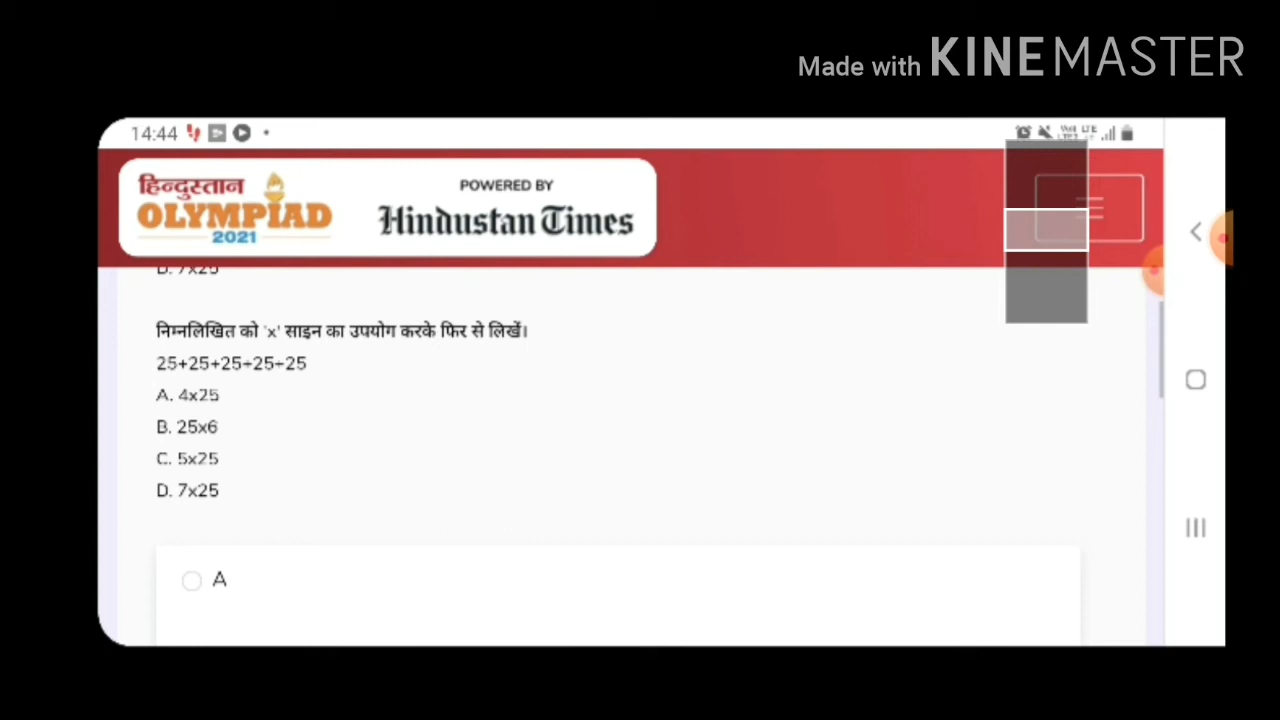 Made with KINEMASTER
14:44
हिन्दुस्तान
OLYMPIAD
2021
POWERED BY
Hindustan Times
D. 7x25
निम्नलिखित को 'x' साइन का उपयोग करके फिर से लिखें।
25+25+25+25+25
A. 4x25
B. 25x6
C. 5x25
D. 7x25
A